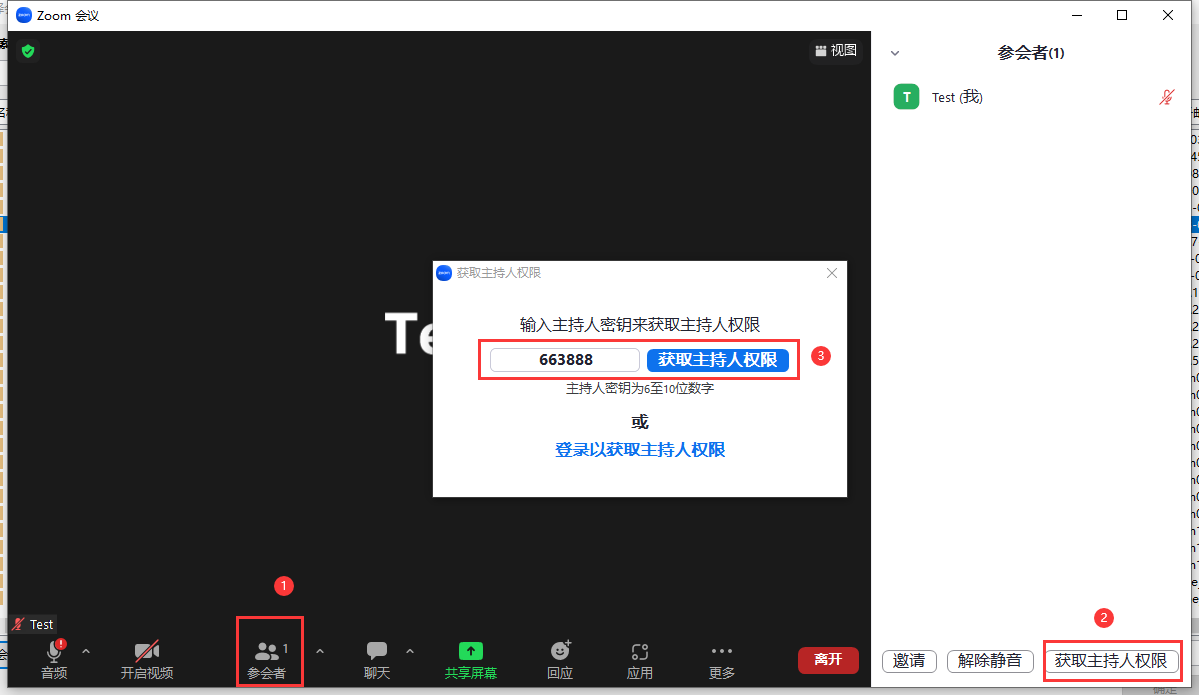 Zoom 会议
视图
参会者(1)
T
Test (我)
Te
zoom 获取主持人权限
输入主持人密钥来获取主持人权限
663888
获取主持人权限
3
主持人密钥为6至10位数字
或
登录以获取主持人权限
1
2
Test
音频
开启视频
1
参会者
聊天
共享屏幕
回应
应用
更多
离开
邀请
解除静音
获取主持人权限